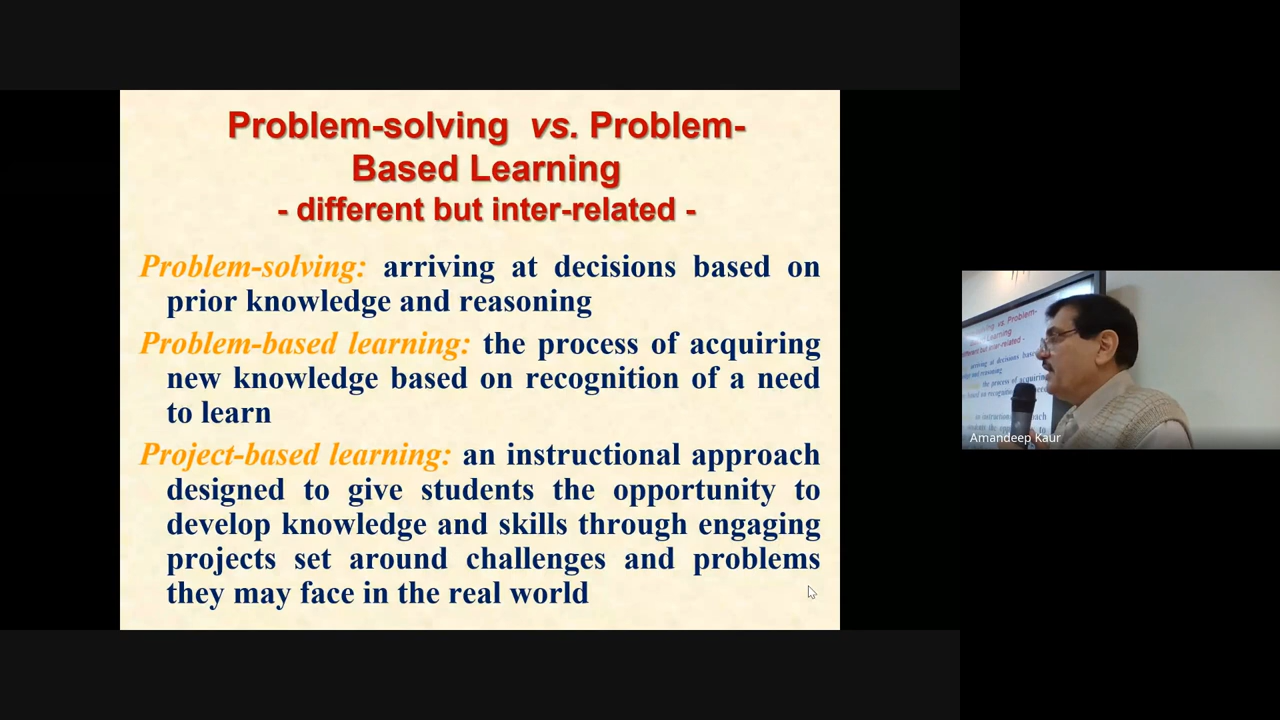 Problem-solving vs. Problem-
Based Learning
- different but inter-related -
Problem-solving: arriving at decisions based on
prior knowledge and reasoning
Problem-based learning: the process of acquiring
new knowledge based on recognition of a need
to learn
Project-based learning: an instructional approach
designed to give students the opportunity to
develop knowledge and skills through engaging
projects set around challenges and problems
they may face in the real world
Amandeep Kaur